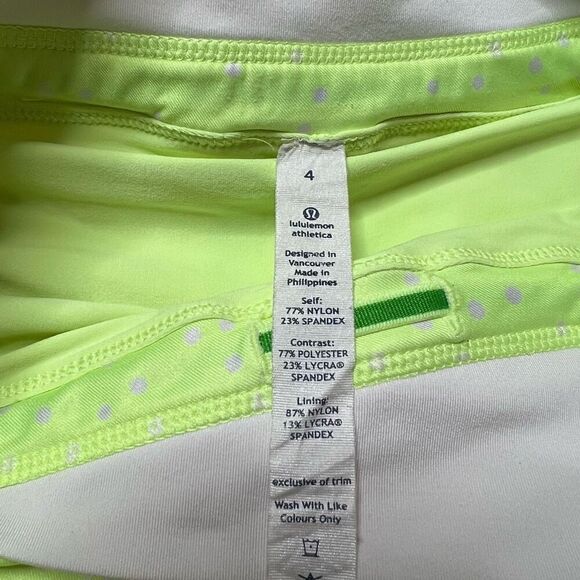 4
lululemon
athletica
Designed in
Vancouver
Made in
Philippines
Self:
77% NYLON
23% SPANDEX
Contrast:
77% POLYESTER
23% LYCRA®
SPANDEX
Lining:
87% NYLON
13% LYCRA®
SPANDEX
exclusive of trim
Wash With Like
Colours Only